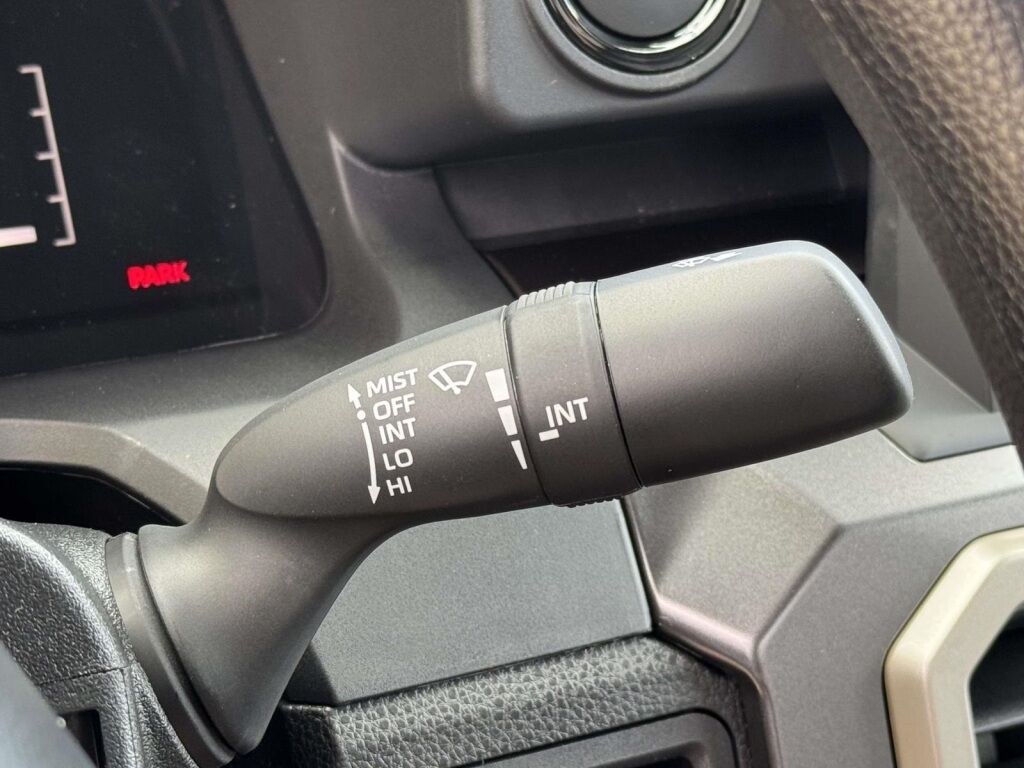 PARK
MIST
OFF
INT
LO
HI
INT